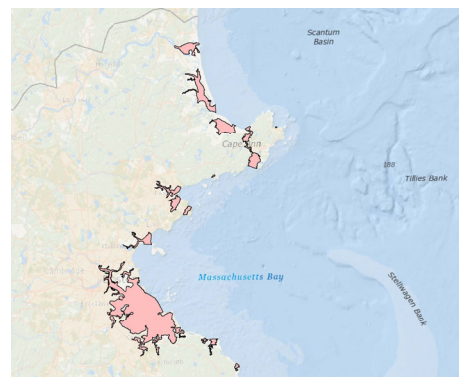 Scantum
Basin
Cape Ann
188
Tillies Bank
Massachusetts Bay
Stellwagen Bank